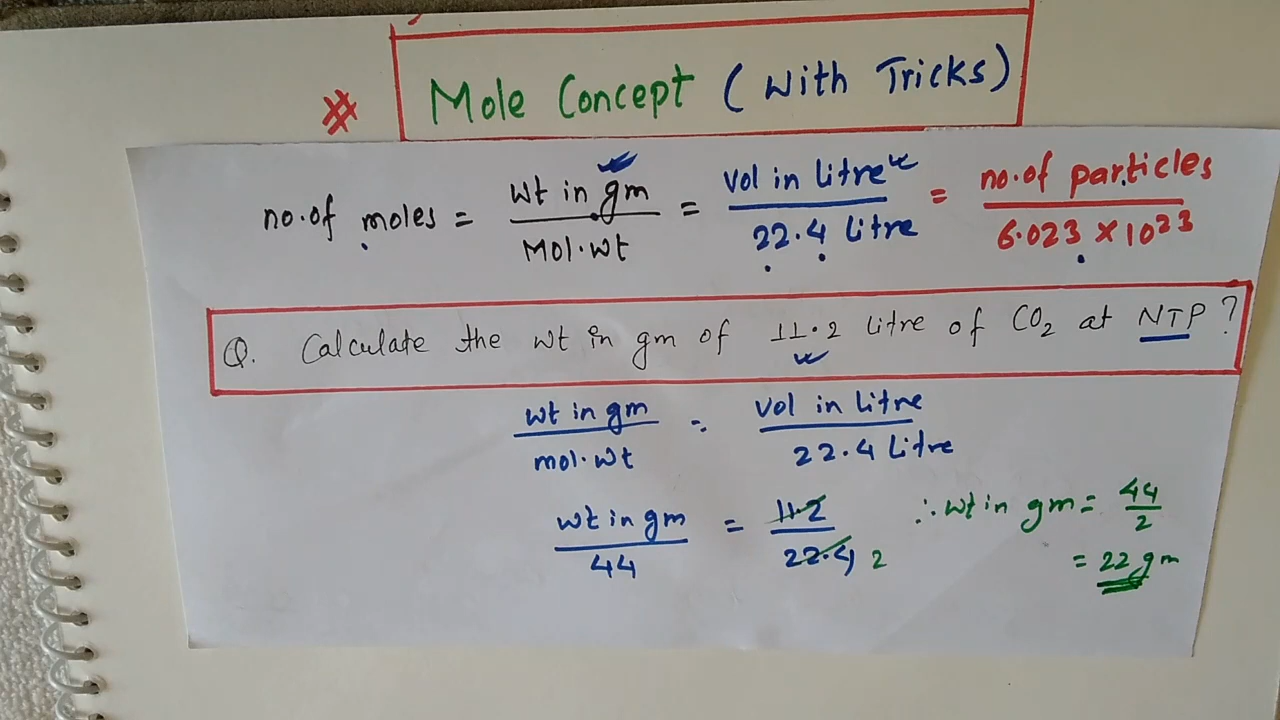 * Mole Concept (With Tricks)
no.of moles = wt in gm / Mol.wt = Vol in litre / 22.4 Litre = no.of particles / 6.023 × 10²³
Q. Calculate the wt in gm of 11.2 litre of CO₂ at NTP?
wt in gm / mol.wt = Vol in Litre / 22.4 Litre
wt in gm / 44 = 11.2 / 22.4 2
∴ wt in gm = 44 / 2
= 22 gm